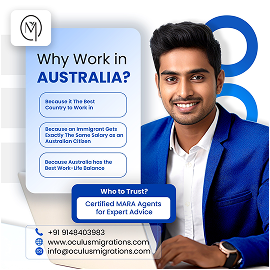 Why Work in
AUSTRALIA?
Because it The Best
Country to Work in
Because an Immigrant Gets
Exactly The Same Salary as an
Australian Citizen
Because Australia has the
Best Work-Life Balance
Who to Trust?
Certified MARA Agents
for Expert Advice
+91 9148403983
www.oculusmigrations.com
info@oculusmigrations.com